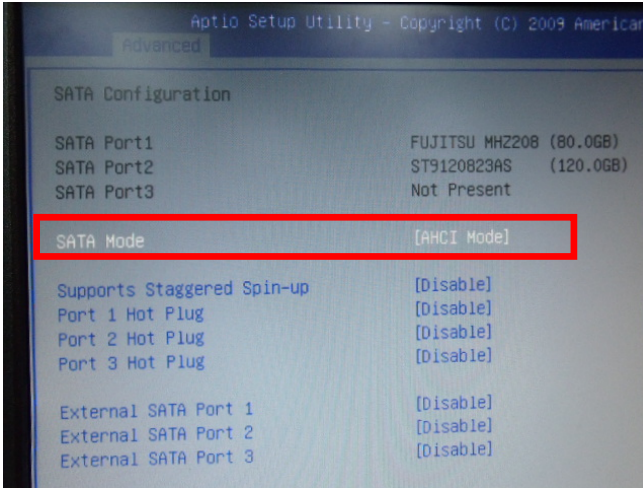 Aptio Setup Utility - Copyright (C) 2009 American
Advanced
SATA Configuration
SATA Port1 FUJITSU MHZ208 (80.0GB)
SATA Port2 ST9120823AS (120.0GB)
SATA Port3 Not Present
SATA Mode [AHCI Mode]
Supports Staggered Spin-up [Disable]
Port 1 Hot Plug [Disable]
Port 2 Hot Plug [Disable]
Port 3 Hot Plug [Disable]
External SATA Port 1 [Disable]
External SATA Port 2 [Disable]
External SATA Port 3 [Disable]